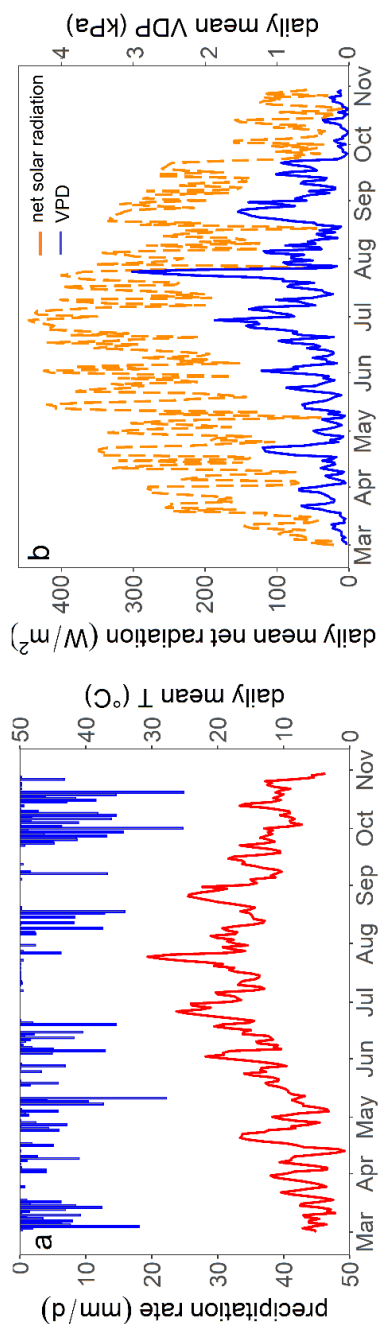 a
precipitation rate (mm/d)
0
10
20
30
40
50
daily mean T (°C)
50
40
30
20
10
0
Mar
Apr
May
Jun
Jul
Aug
Sep
Oct
Nov
b
net solar radiation
VPD
daily mean net radiation (W/m²)
400
300
200
100
0
daily mean VDP (kPa)
4
3
2
1
0
Mar
Apr
May
Jun
Jul
Aug
Sep
Oct
Nov